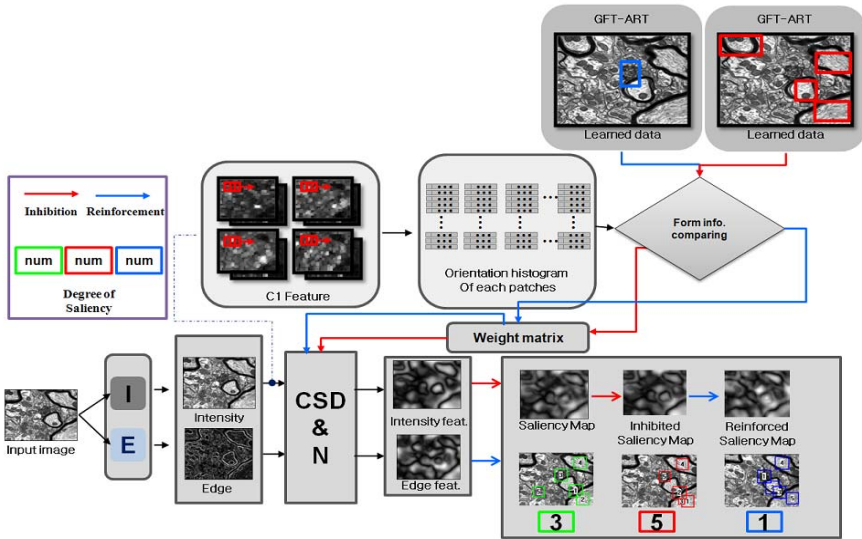 GFT-ART
GFT-ART
Learned data
Learned data
Inhibition
Reinforcement
num
num
num
Degree of
Saliency
C1 Feature
Orientation histogram
Of each patches
Form info.
comparing
Weight matrix
Input image
I
E
Intensity
Edge
CSD
&
N
Intensity feat.
Edge feat.
Saliency Map
Inhibited
Saliency Map
Reinforced
Saliency Map
3
5
1